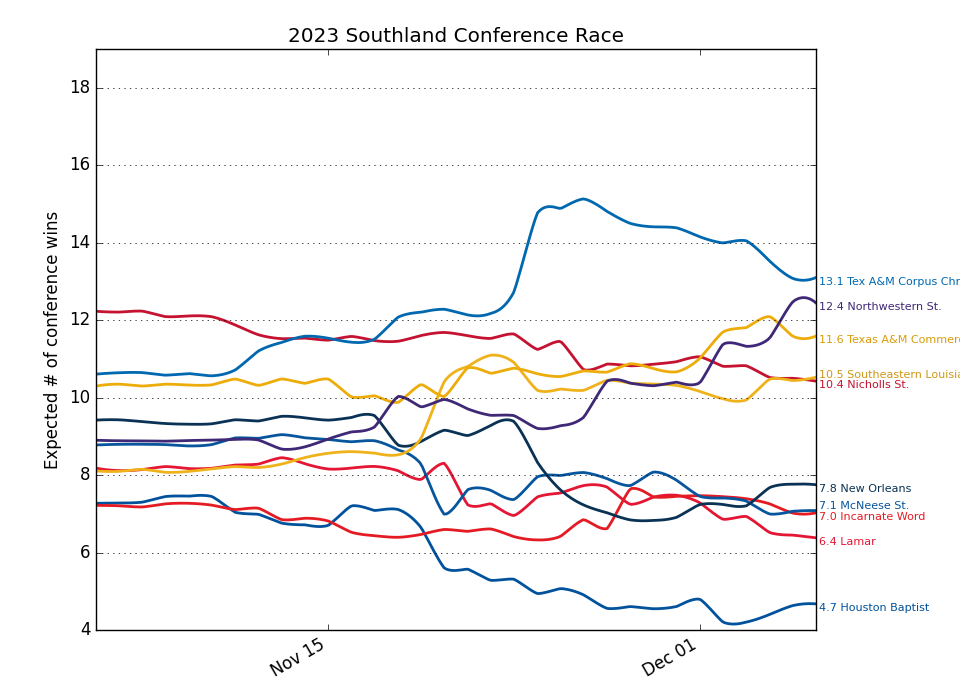 2023 Southland Conference Race
Expected # of conference wins
18
16
14
12
10
8
6
4
Nov 15
Dec 01
13.1 Tex A&M Corpus Chr
12.4 Northwestern St.
11.6 Texas A&M Commerc
10.5 Southeastern Louisia
10.4 Nicholls St.
7.8 New Orleans
7.1 McNeese St.
7.0 Incarnate Word
6.4 Lamar
4.7 Houston Baptist